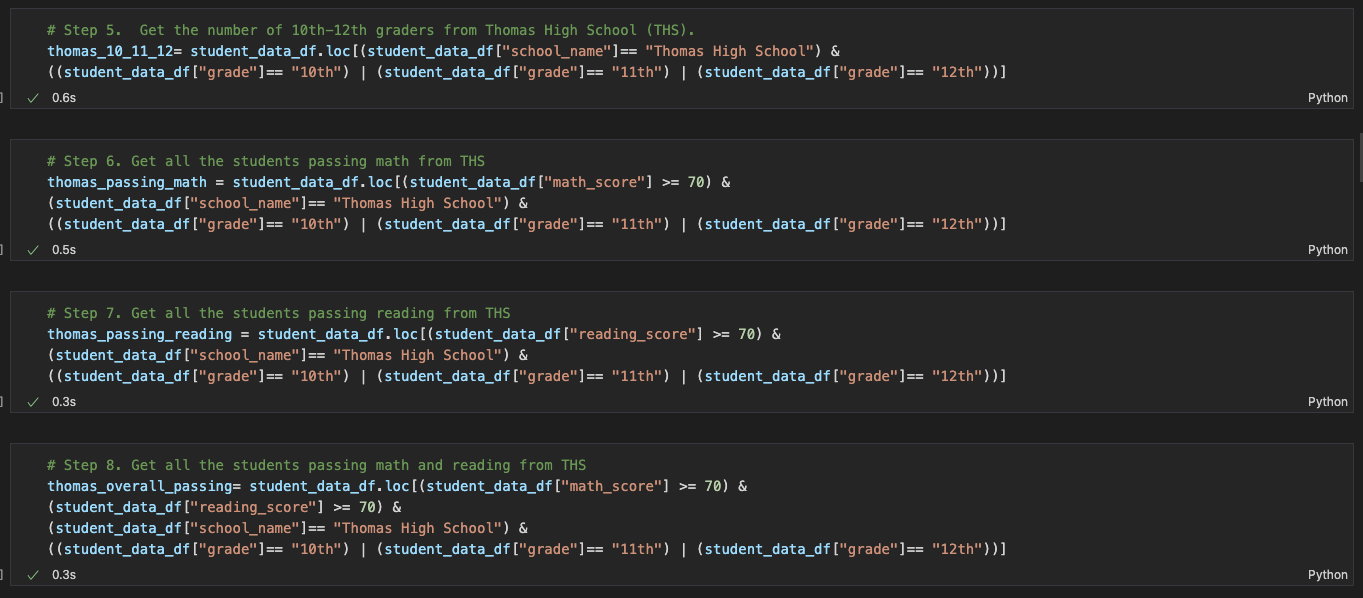 # Step 5.  Get the number of 10th-12th graders from Thomas High School (THS).
thomas_10_11_12= student_data_df.loc[(student_data_df["school_name"]== "Thomas High School") &
((student_data_df["grade"]== "10th") | (student_data_df["grade"]== "11th") | (student_data_df["grade"]== "12th"))]
] ✓ 0.6s Python
# Step 6. Get all the students passing math from THS
thomas_passing_math = student_data_df.loc[(student_data_df["math_score"] >= 70) &
(student_data_df["school_name"]== "Thomas High School") &
((student_data_df["grade"]== "10th") | (student_data_df["grade"]== "11th") | (student_data_df["grade"]== "12th"))]
] ✓ 0.5s Python
# Step 7. Get all the students passing reading from THS
thomas_passing_reading = student_data_df.loc[(student_data_df["reading_score"] >= 70) &
(student_data_df["school_name"]== "Thomas High School") &
((student_data_df["grade"]== "10th") | (student_data_df["grade"]== "11th") | (student_data_df["grade"]== "12th"))]
] ✓ 0.3s Python
# Step 8. Get all the students passing math and reading from THS
thomas_overall_passing= student_data_df.loc[(student_data_df["math_score"] >= 70) &
(student_data_df["reading_score"] >= 70) &
(student_data_df["school_name"]== "Thomas High School") &
((student_data_df["grade"]== "10th") | (student_data_df["grade"]== "11th") | (student_data_df["grade"]== "12th"))]
] ✓ 0.3s Python